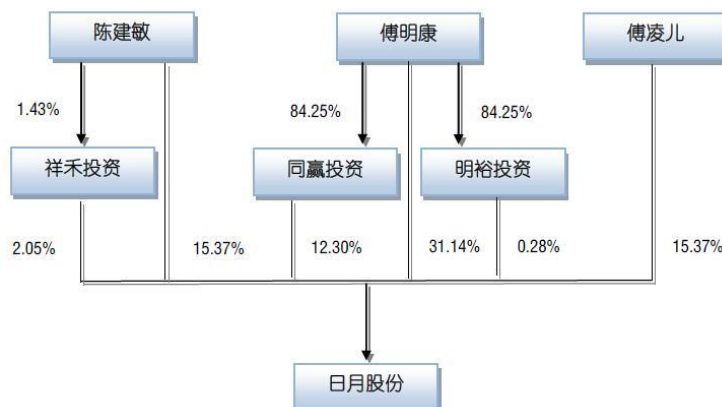 陈建敏
傅明康
傅凌儿
1.43%
84.25%
84.25%
祥禾投资
同赢投资
明裕投资
2.05%
15.37%
12.30%
31.14%
0.28%
15.37%
日月股份